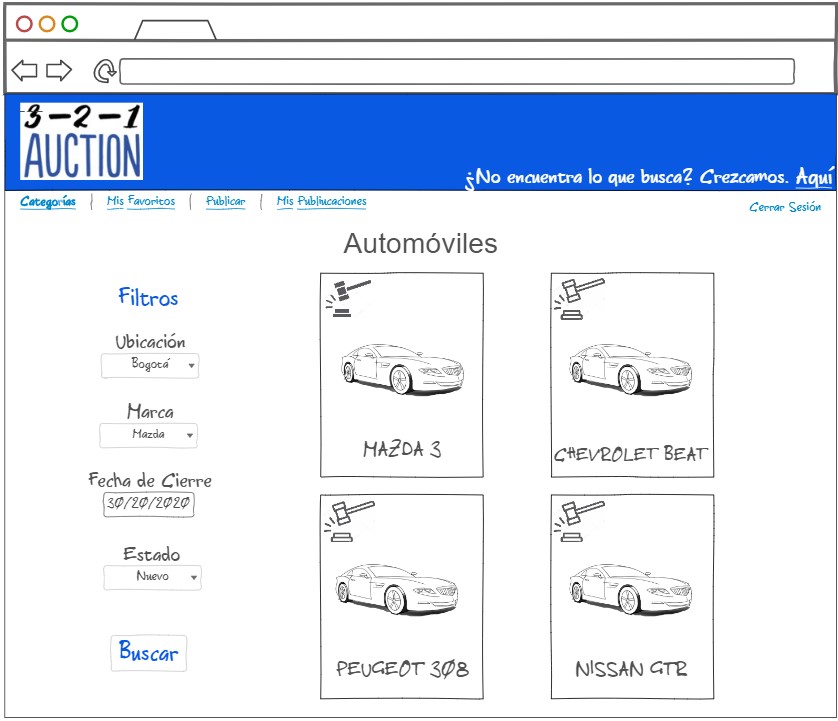 3-2-1
AUCTION
¿No encuentra lo que busca? Crezcamos. Aquí
Categorías | Mis Favoritos | Publicar | Mis Publiucaciones
Cerrar Sesión
Automóviles
Filtros
Ubicación
Bogotá
Marca
Mazda
Fecha de Cierre
30/20/2020
Estado
Nuevo
Buscar
MAZDA 3
CHEVROLET BEAT
PEUGEOT 308
NISSAN GTR